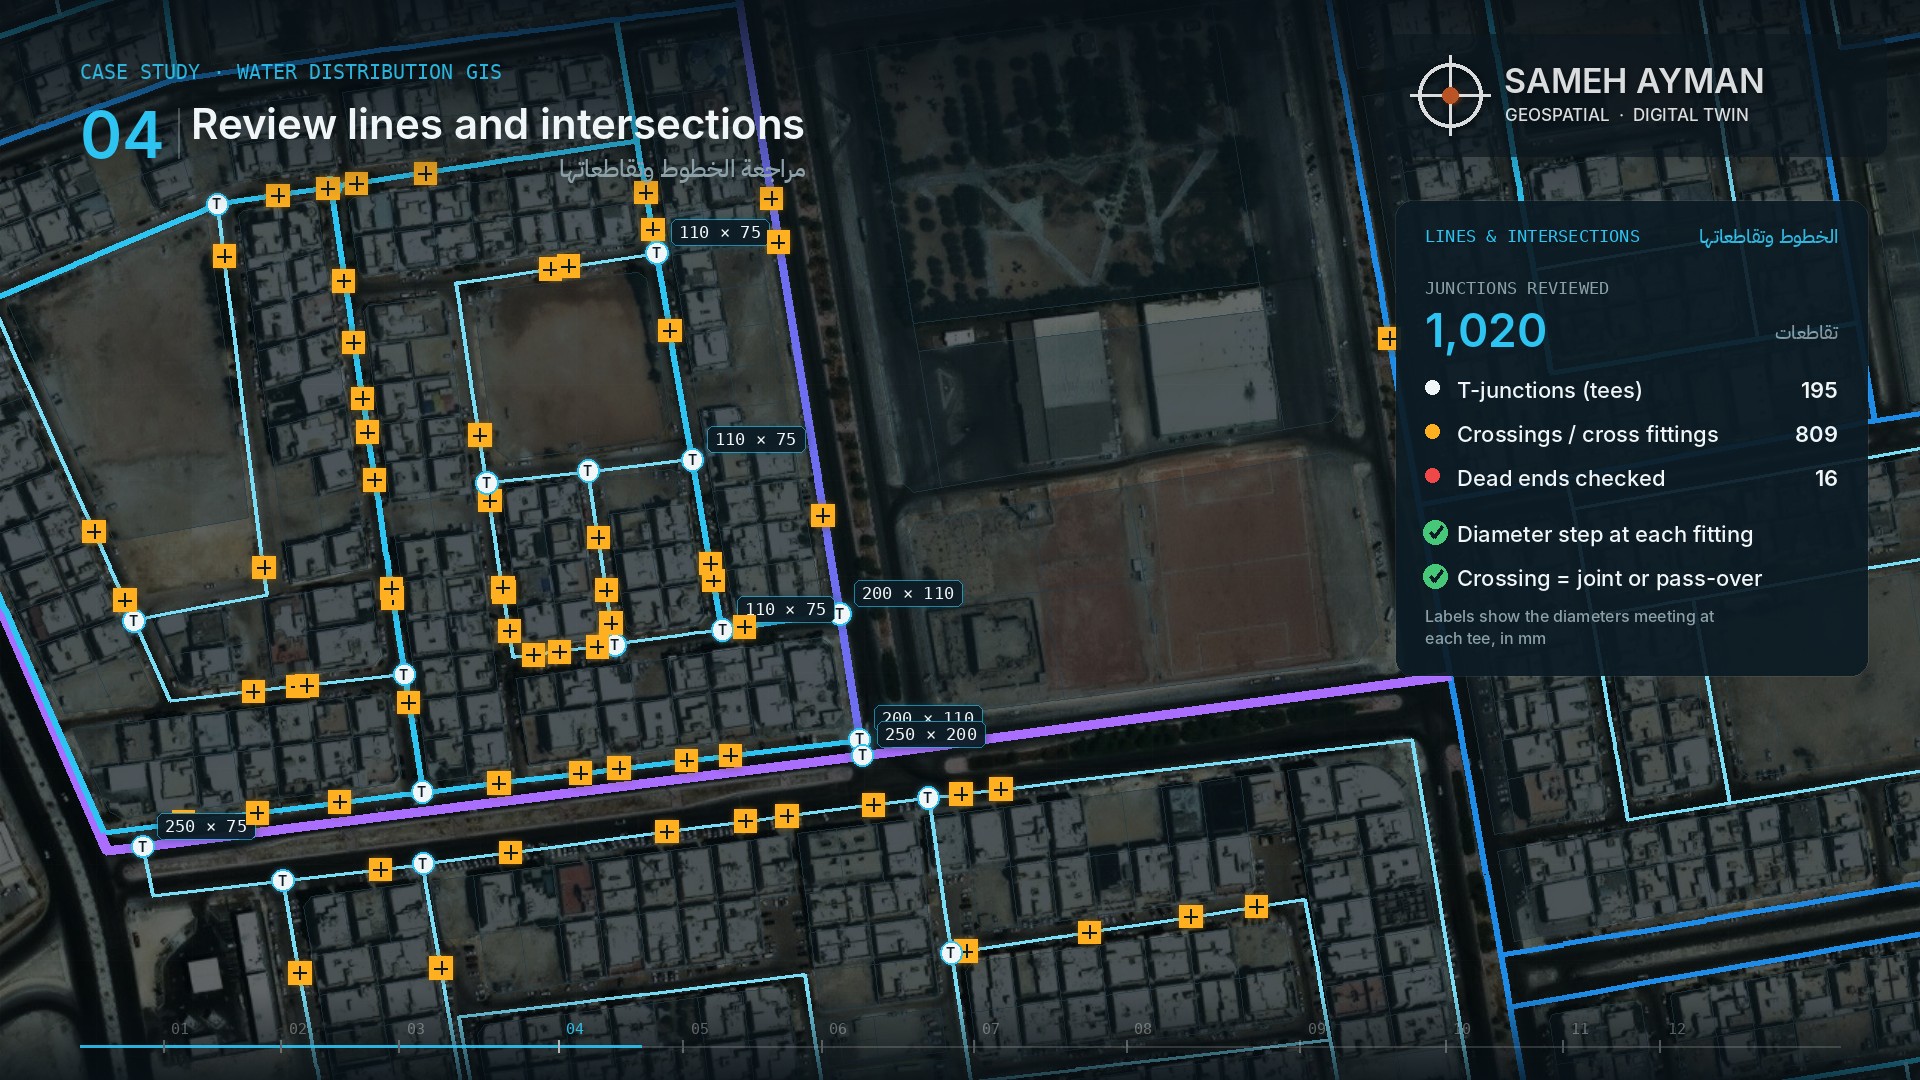 CASE STUDY · WATER DISTRIBUTION GIS
04 Review lines and intersections
مراجعة الخطوط وتقاطعاتها
SAMEH AYMAN
GEOSPATIAL · DIGITAL TWIN
LINES & INTERSECTIONS الخطوط وتقاطعاتها
JUNCTIONS REVIEWED
1,020 تقاطعات
T-junctions (tees) 195
Crossings / cross fittings 809
Dead ends checked 16
Diameter step at each fitting
Crossing = joint or pass-over
Labels show the diameters meeting at
each tee, in mm
110 × 75
110 × 75
200 × 110
110 × 75
200 × 110
250 × 200
250 × 75
01 02 03 04 05 06 07 08 09 10 11 12